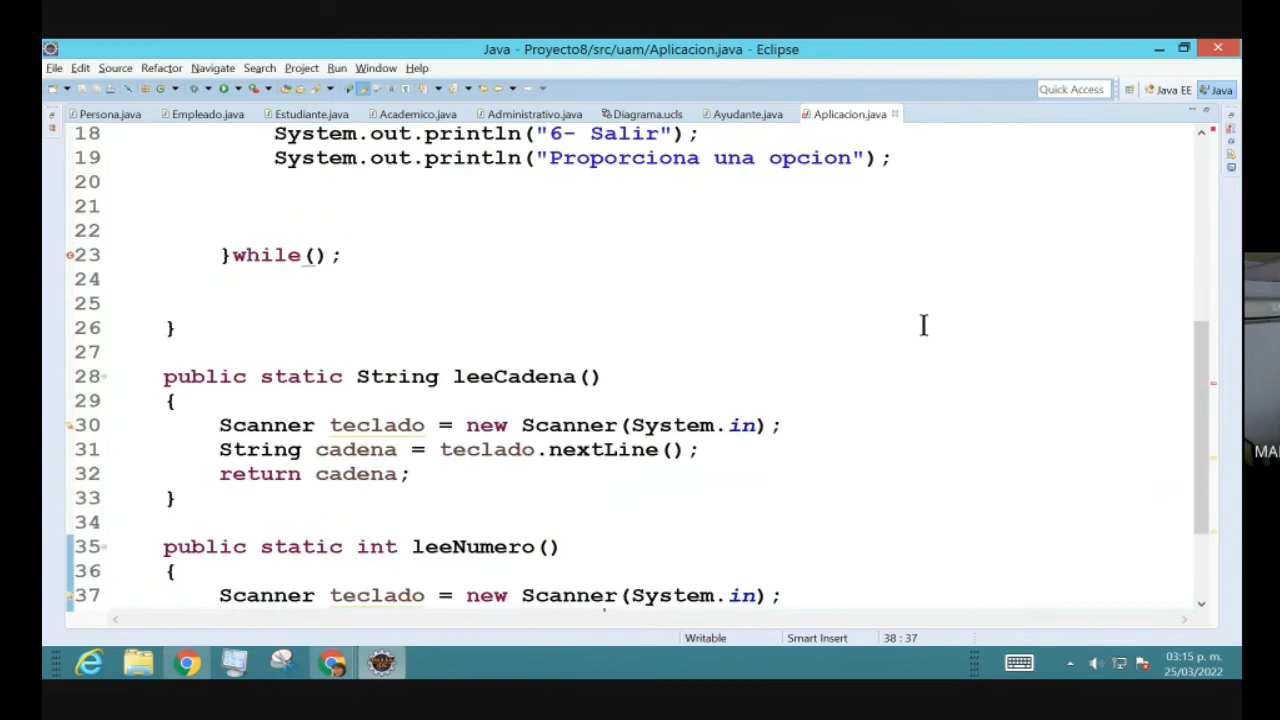 Java - Proyecto8/src/uam/Aplicacion.java - Eclipse
File Edit Source Refactor Navigate Search Project Run Window Help
Quick Access Java EE Java
Persona.java Empleado.java Estudiante.java Academico.java Administrativo.java Diagrama.ucls Ayudante.java Aplicacion.java
18 System.out.println("6- Salir");
19 System.out.println("Proporciona una opcion");
20
21
22
23 }while();
24
25
26 }
27
28 public static String leeCadena()
29 {
30 Scanner teclado = new Scanner(System.in);
31 String cadena = teclado.nextLine();
32 return cadena;
33 }
34
35 public static int leeNumero()
36 {
37 Scanner teclado = new Scanner(System.in);
Writable Smart Insert 38 : 37
03:15 p. m.
25/03/2022